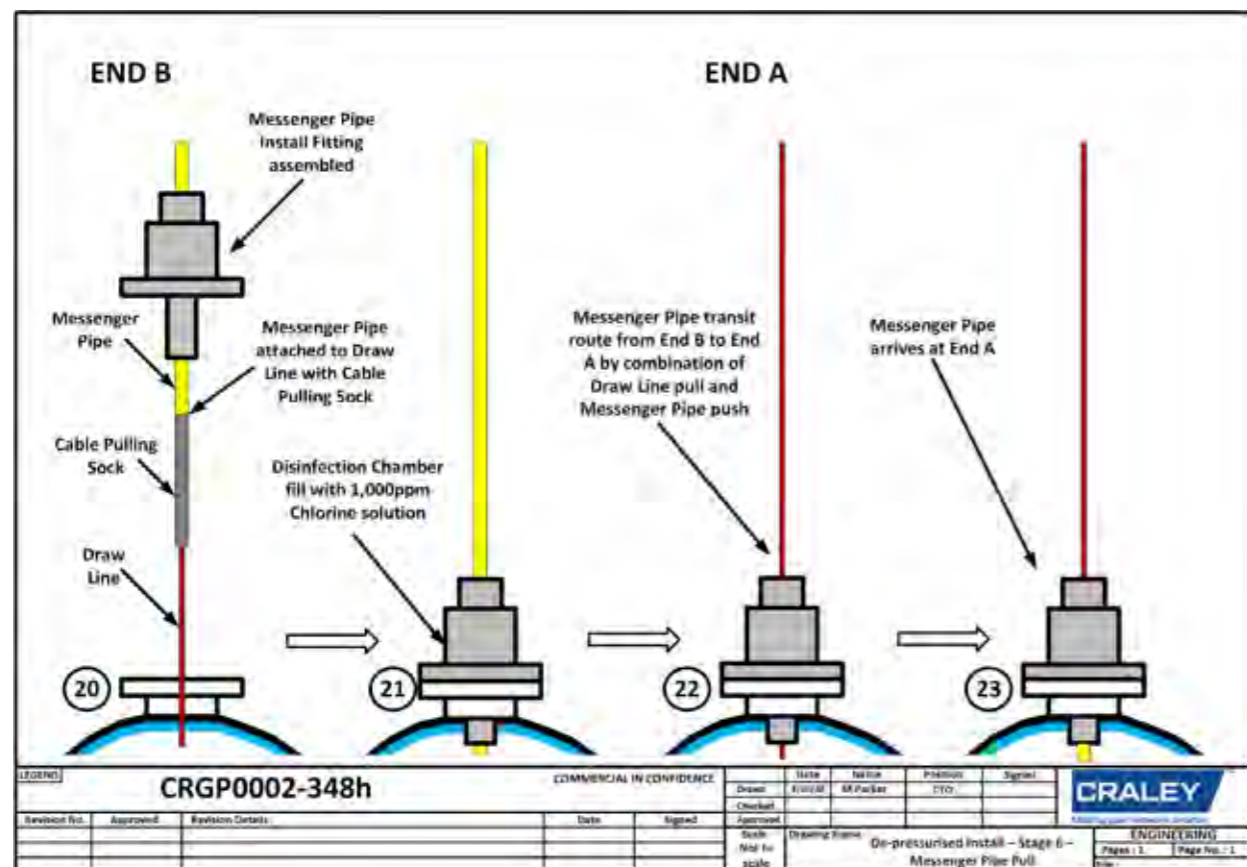 END B
END A
Messenger Pipe
Install Fitting
assembled
Messenger
Pipe
Messenger Pipe
attached to Draw
Line with Cable
Pulling Sock
Cable Pulling
Sock
Draw
Line
Disinfection Chamber
fill with 1,000ppm
Chlorine solution
Messenger Pipe transit
route from End B to End
A by combination of
Draw Line pull and
Messenger Pipe push
Messenger Pipe
arrives at End A
20
21
22
23
LEGEND
CRGP0002-348h
COMMERCIAL IN CONFIDENCE
Revision No.
Approved
Revision Details
Date
Signed
Date
Name
Position
Signed
Drawn
M Packer
CTO
Checked
Approved
Scale
Not to
scale
Drawing Name
De-pressurised Install – Stage 6 –
Messenger Pipe Pull
CRALEY
ENGINEERING
Pages : 1
Page No. : 1